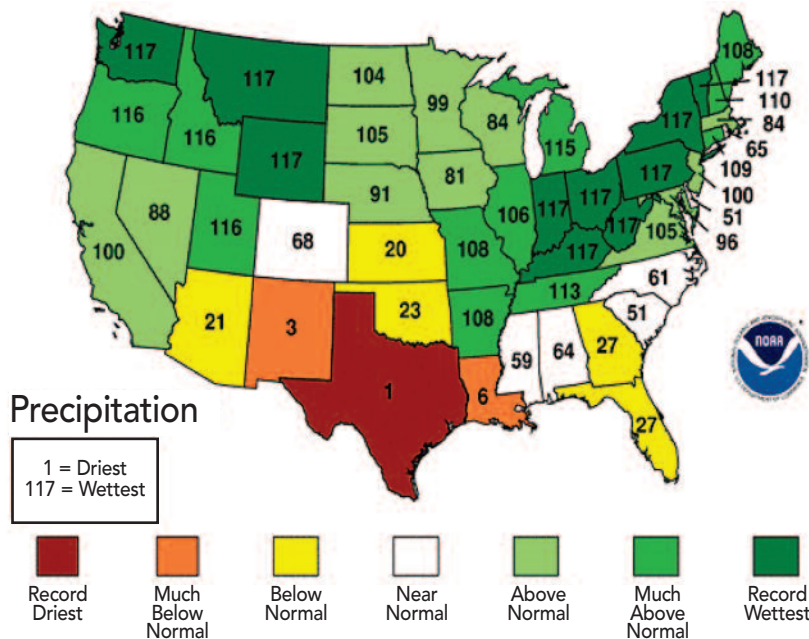 117
117
104
99
108
117
110
84
65
109
100
51
96
116
116
117
105
84
115
117
91
81
117
88
116
106
117
117
117
100
68
20
108
117
105
61
21
3
23
108
113
51
59
64
27
1
6
27
NOAA
Precipitation
1 = Driest
117 = Wettest
Record
Driest
Much
Below
Normal
Below
Normal
Near
Normal
Above
Normal
Much
Above
Normal
Record
Wettest